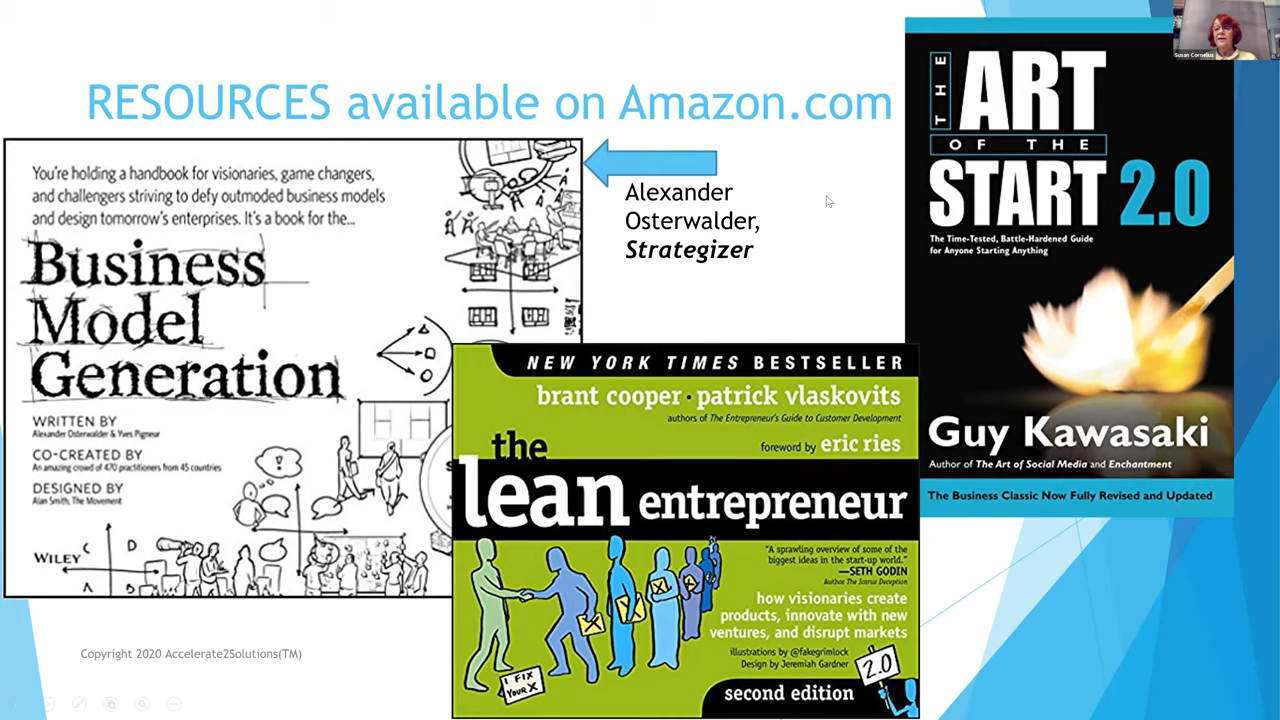 RESOURCES available on Amazon.com
You're holding a handbook for visionaries, game changers,
and challengers striving to defy outmoded business models
and design tomorrow's enterprises. It's a book for the...
Business
Model
Generation
WRITTEN BY
Alexander Osterwalder & Yves Pigneur
CO-CREATED BY
An amazing crowd of 470 practitioners from 45 countries
DESIGNED BY
Alan Smith, The Movement
WILEY
C
D
A
B
Alexander
Osterwalder,
Strategizer
NEW YORK TIMES BESTSELLER
brant cooper · patrick vlaskovits
authors of The Entrepreneur's Guide to Customer Development
foreword by eric ries
the
lean entrepreneur
"A sprawling overview of some of the
biggest ideas in the start-up world."
—SETH GODIN
Author The Icarus Deception
how visionaries create
products, innovate with new
ventures, and disrupt markets
illustrations by @fakegrimlock
Design by Jeremiah Gardner
I FIX
YOUR X
2.0
second edition
THE
ART
OF THE
START 2.0
The Time-Tested, Battle-Hardened Guide
for Anyone Starting Anything
Guy Kawasaki
Author of The Art of Social Media and Enchantment
The Business Classic Now Fully Revised and Updated
Susan Cornelius
Copyright 2020 Accelerate2Solutions(TM)